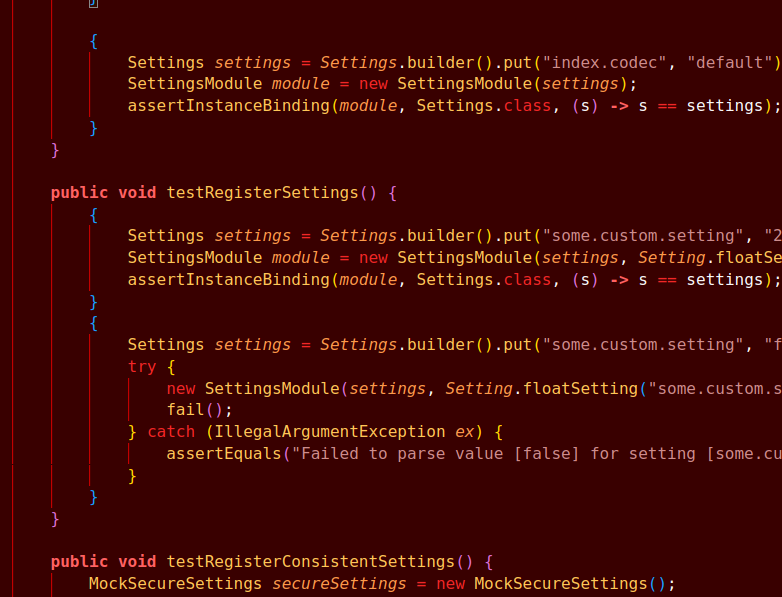 }
{
Settings settings = Settings.builder().put("index.codec", "default")
SettingsModule module = new SettingsModule(settings);
assertInstanceBinding(module, Settings.class, (s) -> s == settings);
}
}
public void testRegisterSettings() {
{
Settings settings = Settings.builder().put("some.custom.setting", "2
SettingsModule module = new SettingsModule(settings, Setting.floatSe
assertInstanceBinding(module, Settings.class, (s) -> s == settings);
}
{
Settings settings = Settings.builder().put("some.custom.setting", "f
try {
new SettingsModule(settings, Setting.floatSetting("some.custom.s
fail();
} catch (IllegalArgumentException ex) {
assertEquals("Failed to parse value [false] for setting [some.cu
}
}
}
public void testRegisterConsistentSettings() {
MockSecureSettings secureSettings = new MockSecureSettings();